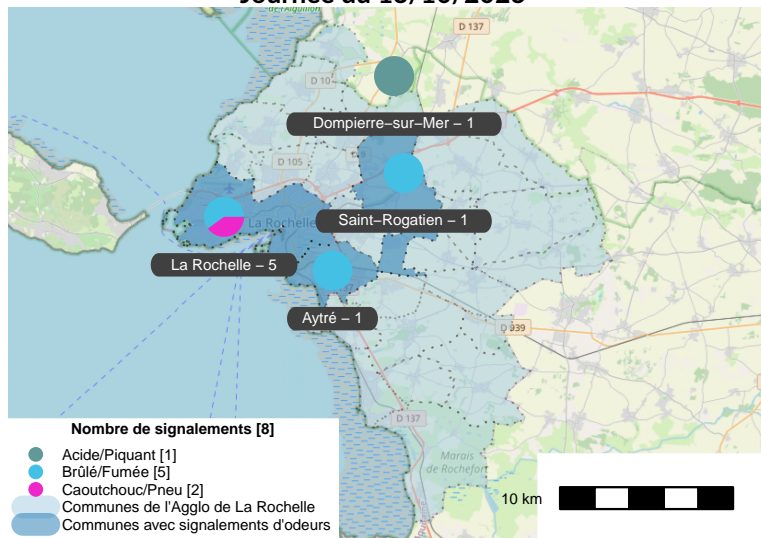 de l'Aiguillon
D 137
D 10
Dompierre–sur–Mer – 1
D 105
La Rochelle
Saint–Rogatien – 1
La Rochelle – 5
Aytré – 1
D 939
D 137
Marais
de Rochefort
Nombre de signalements [8]
Acide/Piquant [1]
Brûlé/Fumée [5]
Caoutchouc/Pneu [2]
Communes de l'Agglo de La Rochelle
Communes avec signalements d'odeurs
10 km